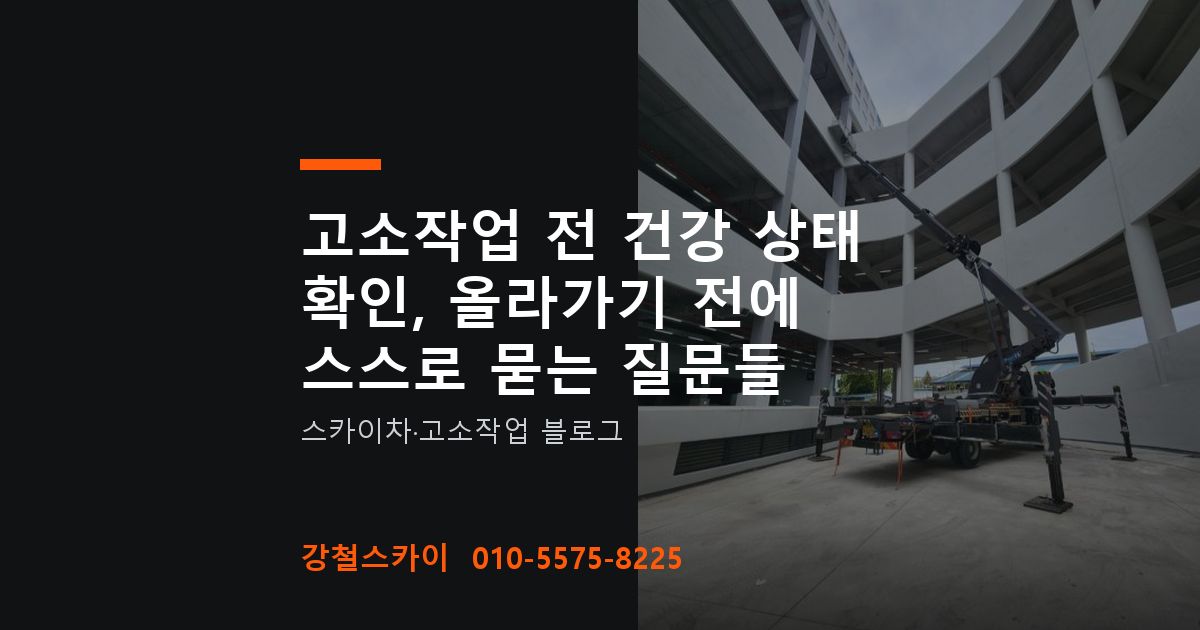 고소작업 전 건강 상태
확인, 올라가기 전에
스스로 묻는 질문들
스카이차·고소작업 블로그
강철스카이 010-5575-8225